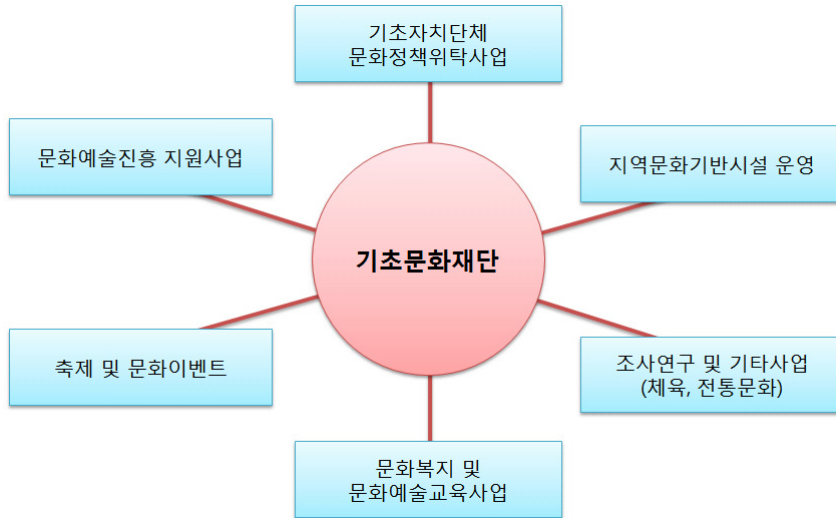 기초자치단체
문화정책위탁사업
문화예술진흥 지원사업
지역문화기반시설 운영
기초문화재단
축제 및 문화이벤트
조사연구 및 기타사업
(체육, 전통문화)
문화복지 및
문화예술교육사업